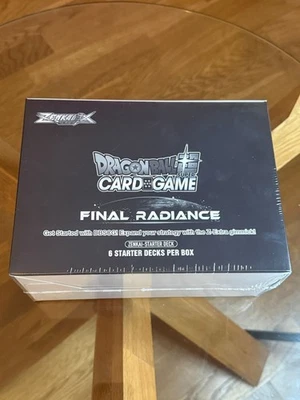 ZENKAI
DRAGON BALL SUPER
CARD GAME
FINAL RADIANCE
Get Started with DBSCG! Expand your strategy with the Z-Extra gimmick!
ZENKAI-STARTER DECK
6 STARTER DECKS PER BOX